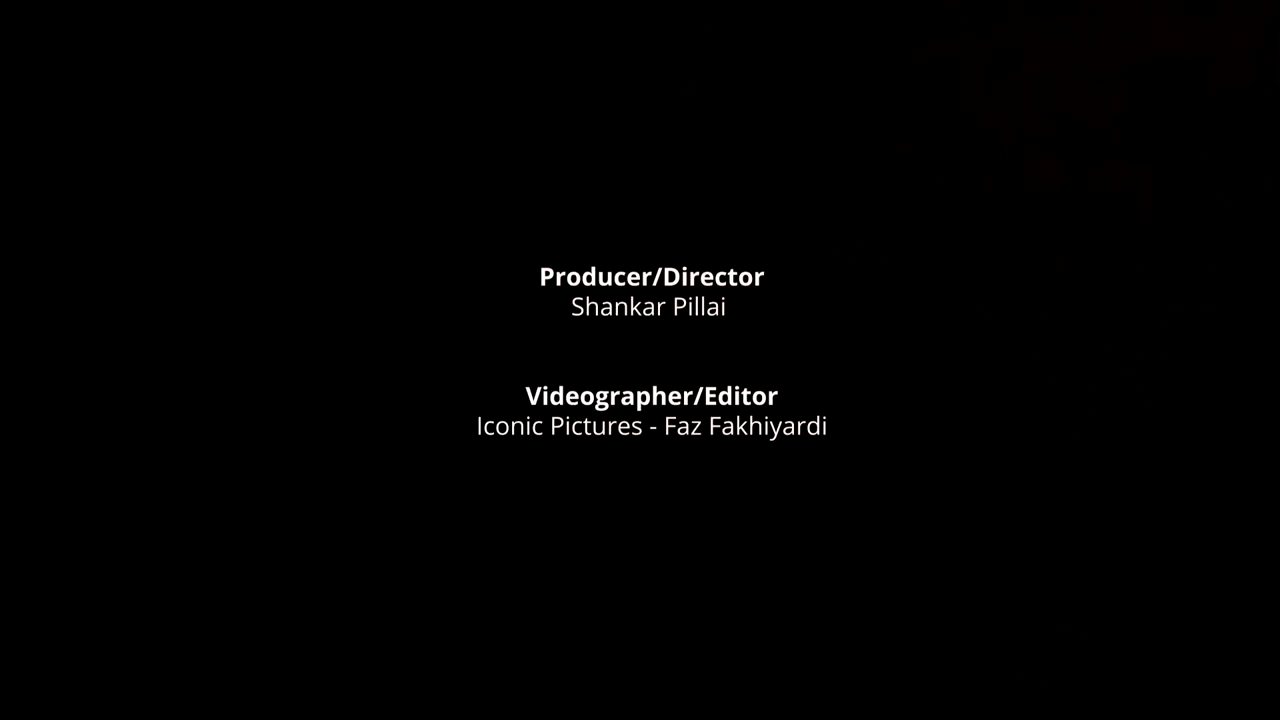 Producer/Director
Shankar Pillai
Videographer/Editor
Iconic Pictures - Faz Fakhiyardi